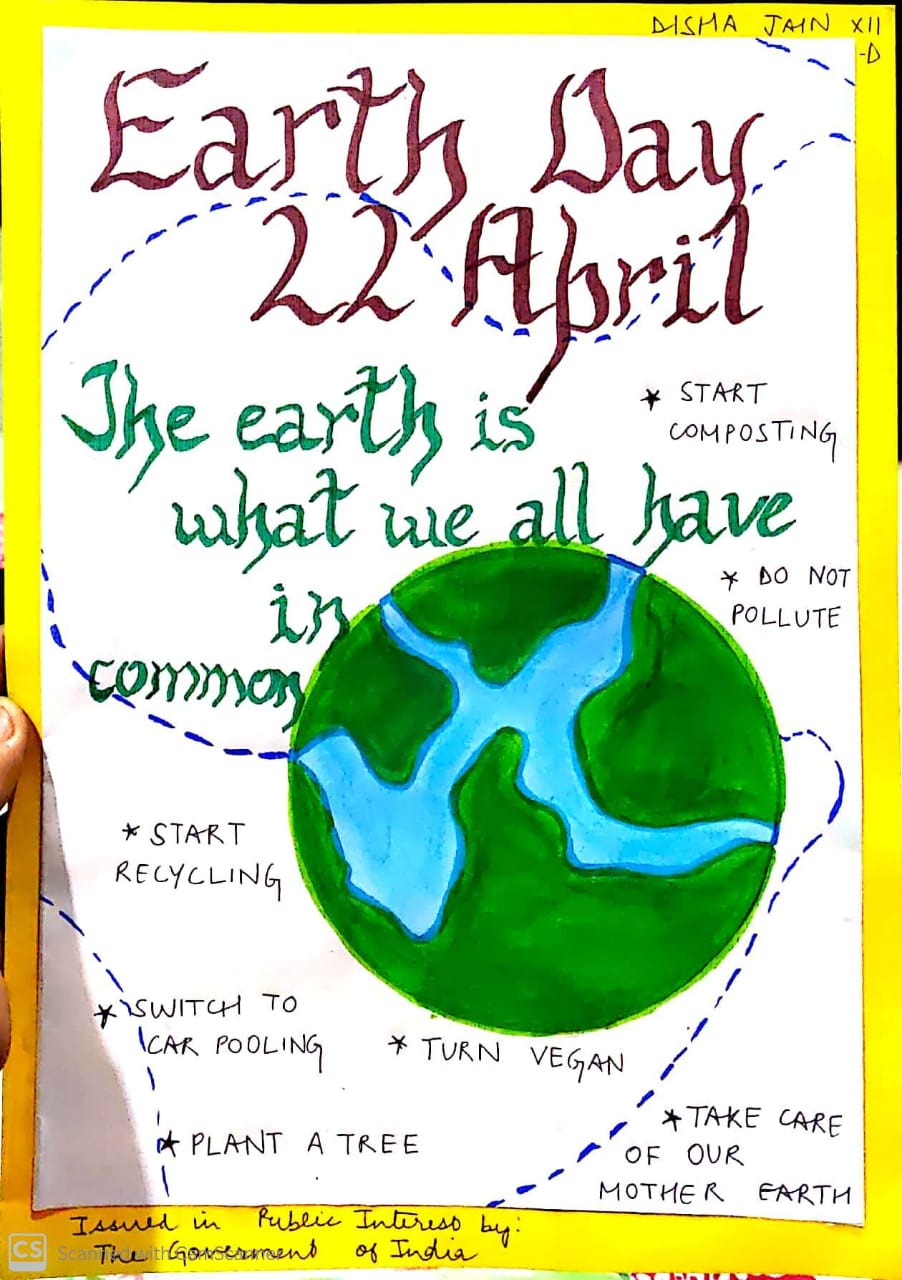 DISHA JAIN XII
-D
Earth Day
22 April
The earth is
what we all have
in
common
* START
COMPOSTING
* DO NOT
POLLUTE
* START
RECYCLING
* SWITCH TO
CAR POOLING
* TURN VEGAN
* PLANT A TREE
* TAKE CARE
OF OUR
MOTHER EARTH
Issued in Public Interest by:
The Government of India
CS Scanned with CamScanner